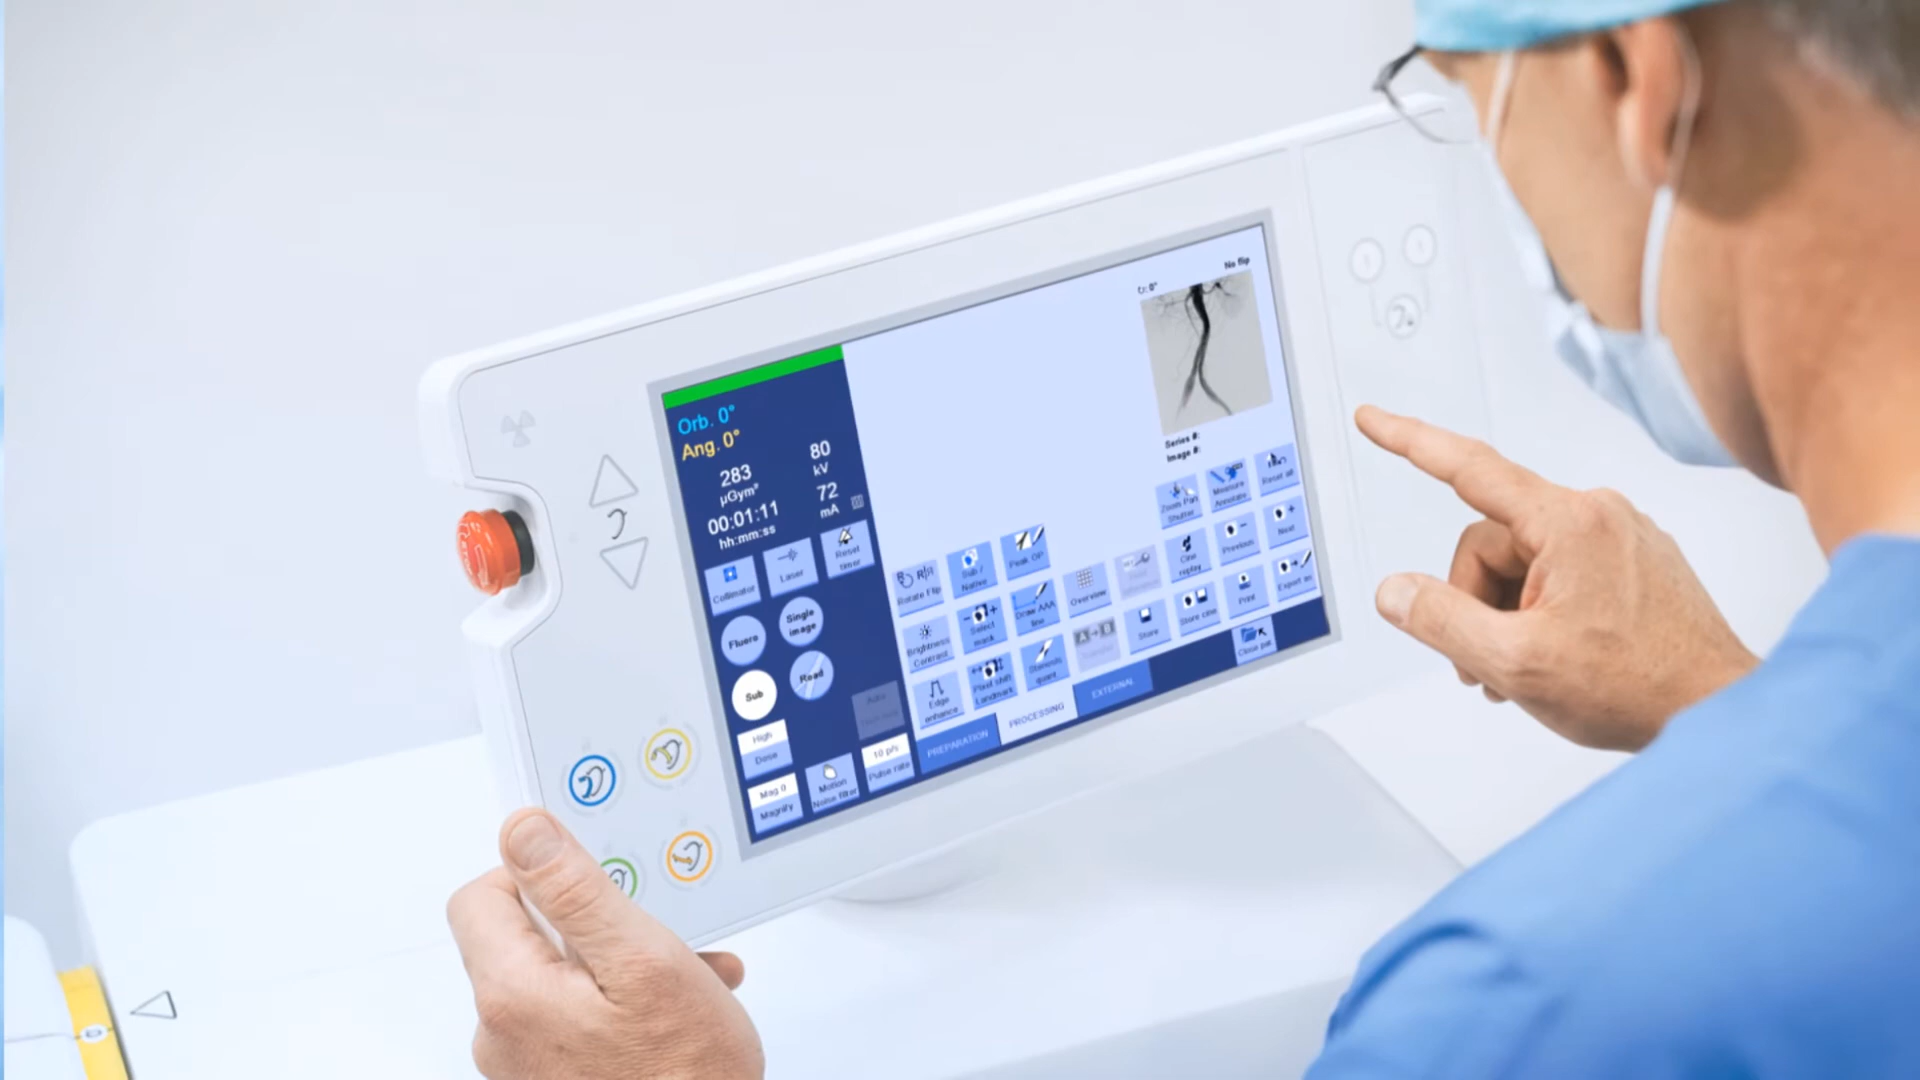 Orb. 0°
Ang. 0°
283
µGym²
80
kV
00:01:11
hh:mm:ss
72
mA
Collimator
Laser
Reset
timer
Fluoro
Single
image
Sub
Road
High
Dose
Mag 0
Magnify
Motion
Noise filter
10 p/s
Pulse rate
No flip
0°
Series #:
Image #:
Zoom Pan
Shutter
Measure
Annotate
Reset all
Rotate Flip
Sub /
Native
Peak OP
Cine
replay
Previous
Next
Brightness
Contrast
Select
mask
Draw AAA
line
Overview
Store
Store cine
Print
Export as
Edge
enhance
Pixel shift
Landmark
Stenosis
quant.
A B
Close pat.
PREPARATION
PROCESSING
EXTERNAL
STOP